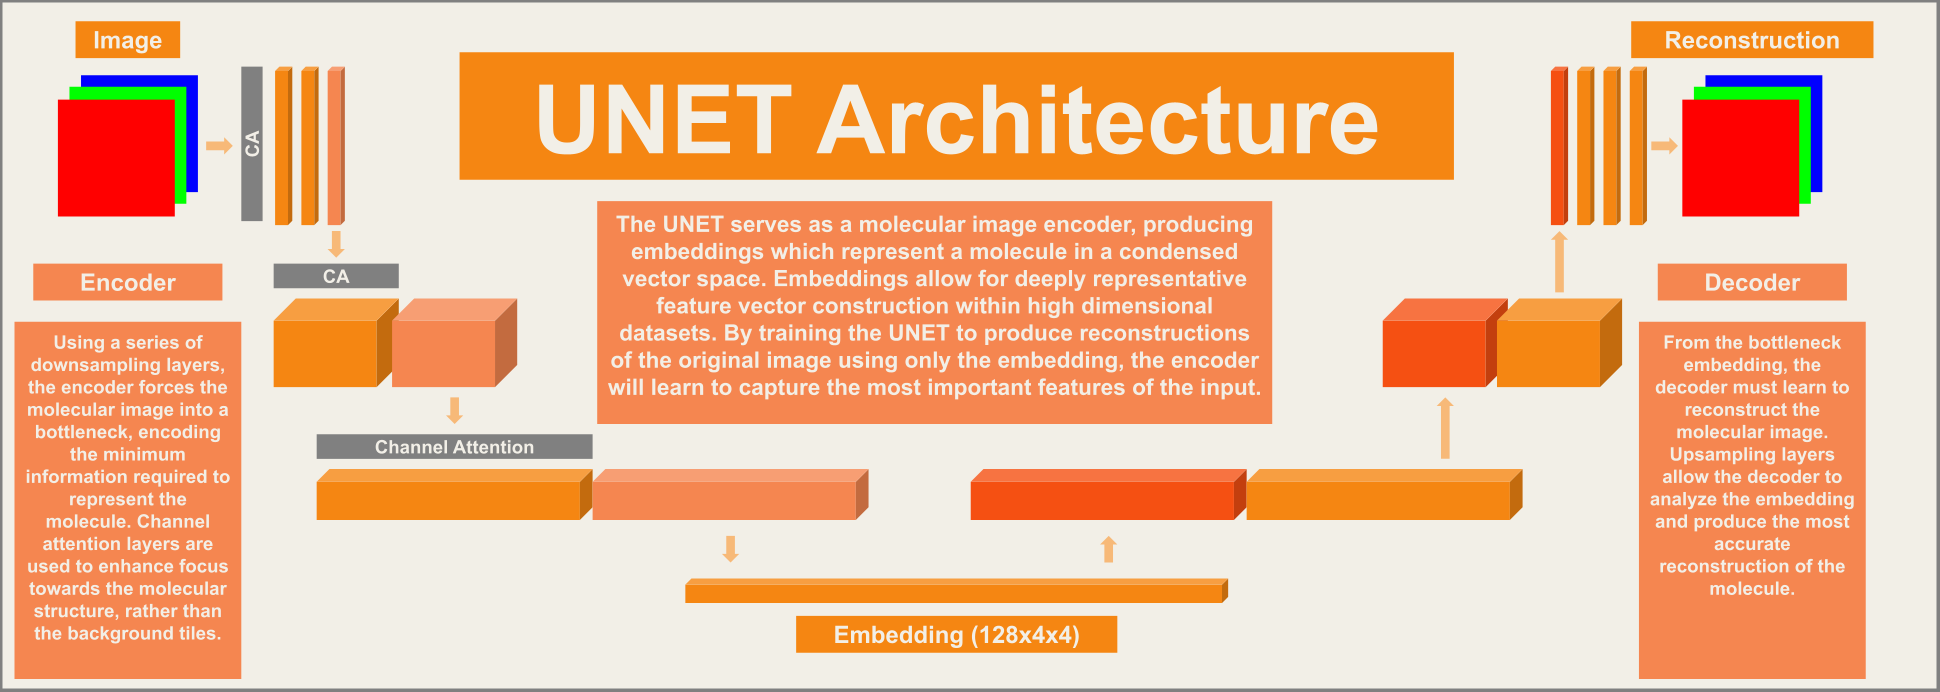 Image
CA
UNET Architecture
Reconstruction
The UNET serves as a molecular image encoder, producing
embeddings which represent a molecule in a condensed
vector space. Embeddings allow for deeply representative
feature vector construction within high dimensional
datasets. By training the UNET to produce reconstructions
of the original image using only the embedding, the encoder
will learn to capture the most important features of the input.
Encoder
Using a series of
downsampling layers,
the encoder forces the
molecular image into a
bottleneck, encoding
the minimum
information required to
represent the
molecule. Channel
attention layers are
used to enhance focus
towards the molecular
structure, rather than
the background tiles.
CA
Channel Attention
Embedding (128x4x4)
Decoder
From the bottleneck
embedding, the
decoder must learn to
reconstruct the
molecular image.
Upsampling layers
allow the decoder to
analyze the embedding
and produce the most
accurate
reconstruction of the
molecule.